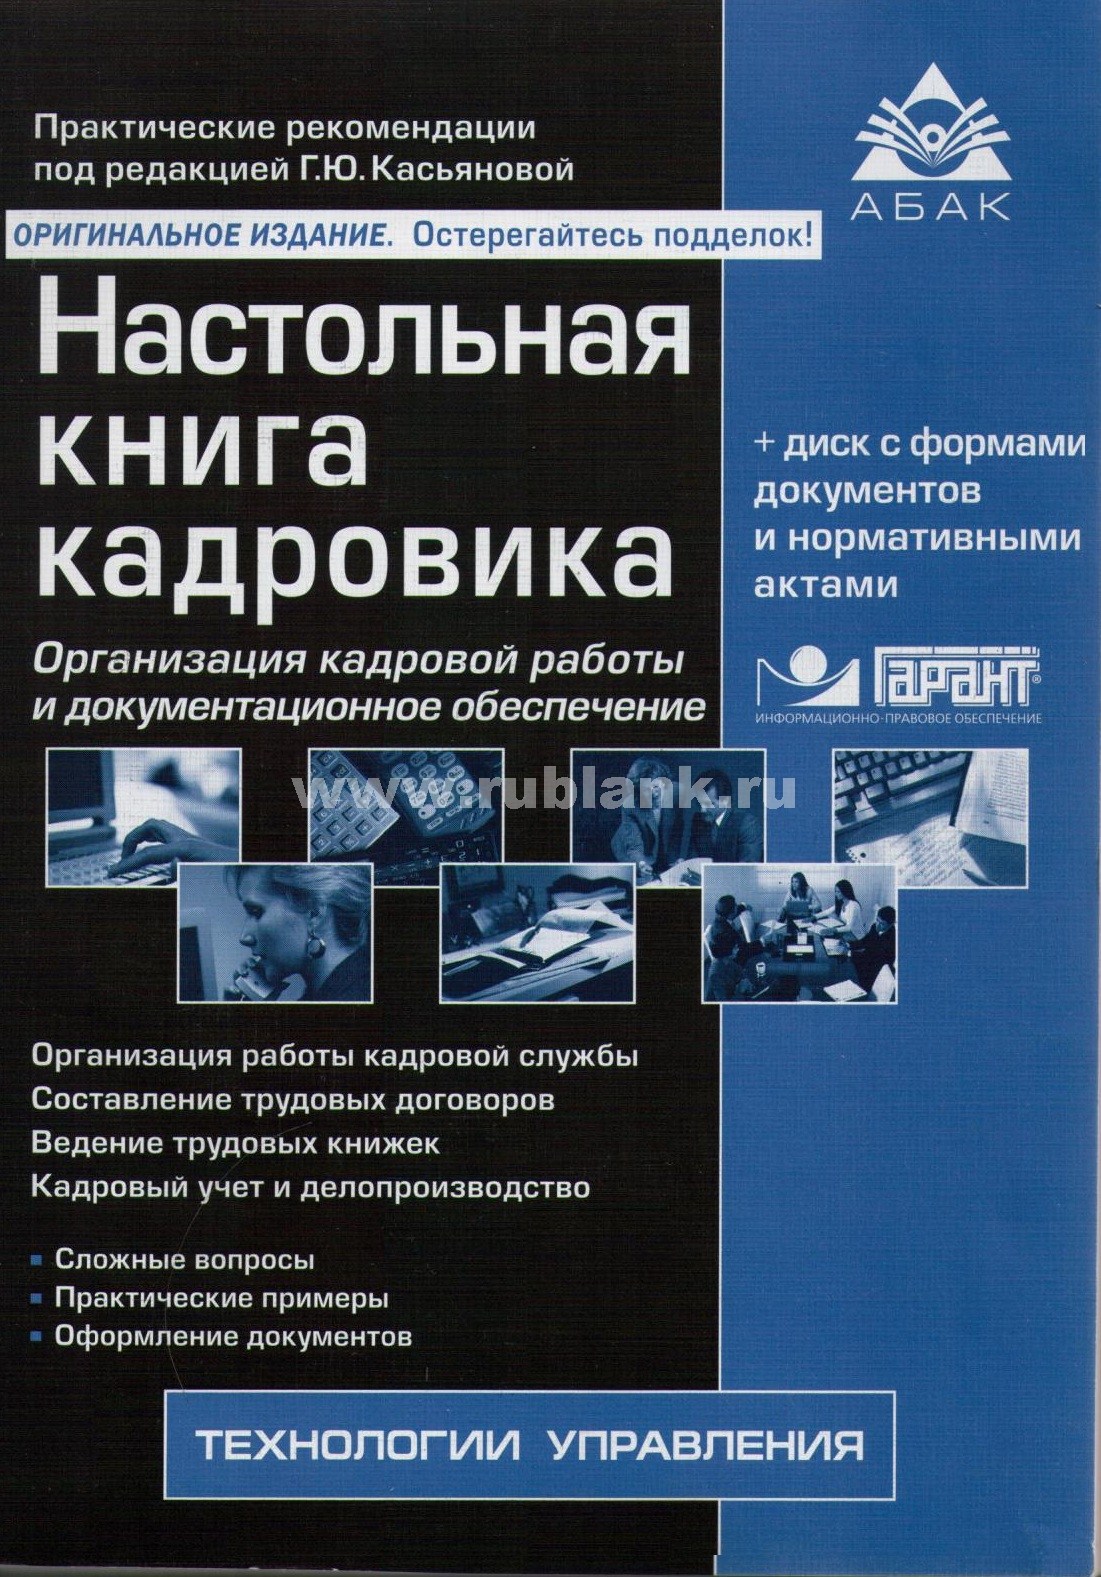 Практические рекомендации
под редакцией Г.Ю. Касьяновой
АБАК
ОРИГИНАЛЬНОЕ ИЗДАНИЕ. Остерегайтесь подделок!
Настольная
книга
кадровика
+ диск с формами
документов
и нормативными
актами
Организация кадровой работы
и документационное обеспечение
ГАРАНТ®
ИНФОРМАЦИОННО-ПРАВОВОЕ ОБЕСПЕЧЕНИЕ
www.rublank.ru
Организация работы кадровой службы
Составление трудовых договоров
Ведение трудовых книжек
Кадровый учет и делопроизводство
Сложные вопросы
Практические примеры
Оформление документов
ТЕХНОЛОГИИ УПРАВЛЕНИЯ